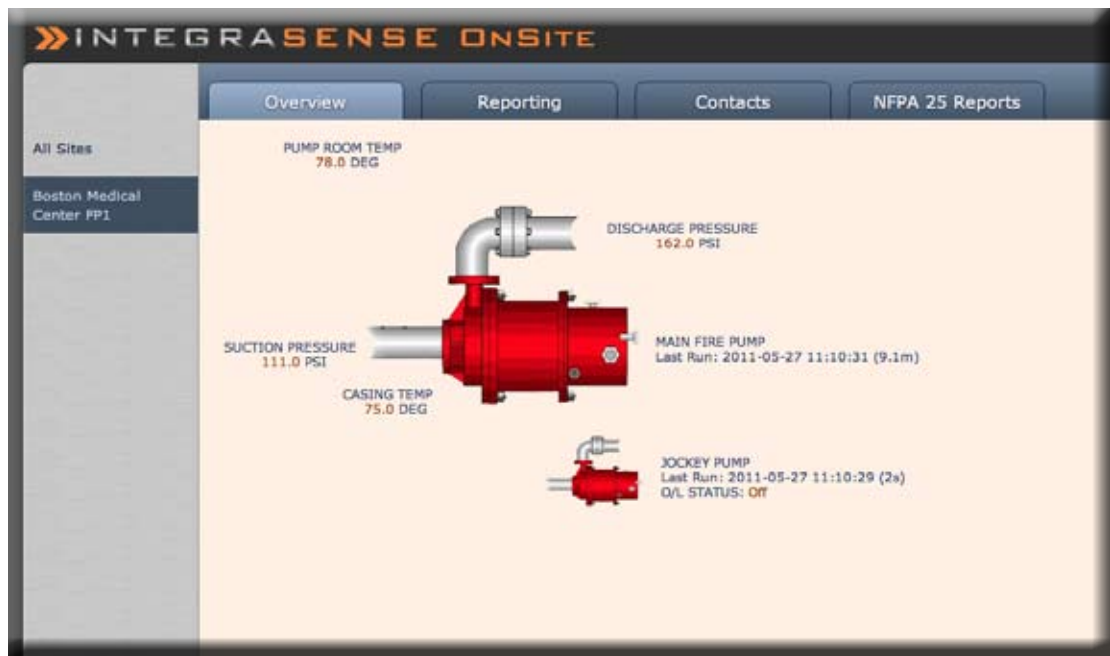 INTEGRASENSE ONSITE
Overview
Reporting
Contacts
NFPA 25 Reports
All Sites
Boston Medical
Center FP1
PUMP ROOM TEMP
78.0 DEG
DISCHARGE PRESSURE
162.0 PSI
SUCTION PRESSURE
111.0 PSI
MAIN FIRE PUMP
Last Run: 2011-05-27 11:10:31 (9.1m)
CASING TEMP
75.0 DEG
JOCKEY PUMP
Last Run: 2011-05-27 11:10:29 (2s)
O/L STATUS: Off